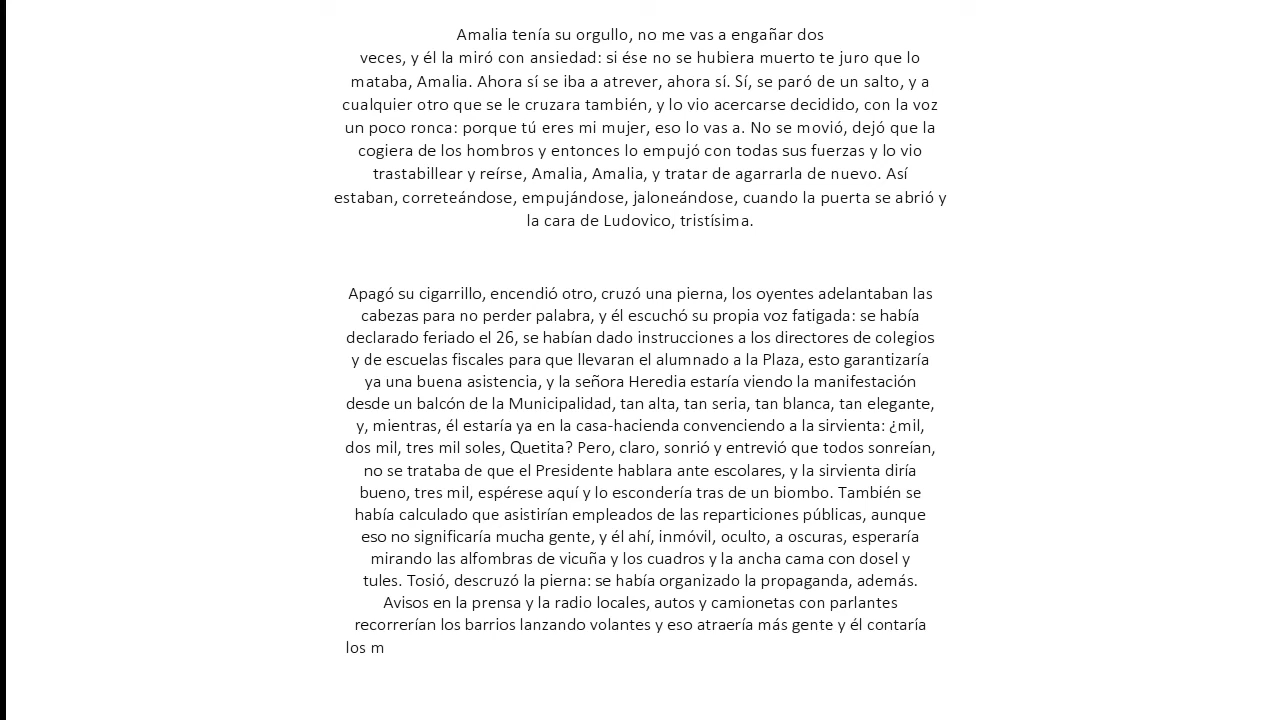 Amalia tenía su orgullo, no me vas a engañar dos
veces, y él la miró con ansiedad: si ése no se hubiera muerto te juro que lo
mataba, Amalia. Ahora sí se iba a atrever, ahora sí. Sí, se paró de un salto, y a
cualquier otro que se le cruzara también, y lo vio acercarse decidido, con la voz
un poco ronca: porque tú eres mi mujer, eso lo vas a. No se movió, dejó que la
cogiera de los hombros y entonces lo empujó con todas sus fuerzas y lo vio
trastabillear y reírse, Amalia, Amalia, y tratar de agarrarla de nuevo. Así
estaban, correteándose, empujándose, jaloneándose, cuando la puerta se abrió y
la cara de Ludovico, tristísima.
Apagó su cigarrillo, encendió otro, cruzó una pierna, los oyentes adelantaban las
cabezas para no perder palabra, y él escuchó su propia voz fatigada: se había
declarado feriado el 26, se habían dado instrucciones a los directores de colegios
y de escuelas fiscales para que llevaran el alumnado a la Plaza, esto garantizaría
ya una buena asistencia, y la señora Heredia estaría viendo la manifestación
desde un balcón de la Municipalidad, tan alta, tan seria, tan blanca, tan elegante,
y, mientras, él estaría ya en la casa-hacienda convenciendo a la sirvienta: ¿mil,
dos mil, tres mil soles, Quetita? Pero, claro, sonrió y entrevió que todos sonreían,
no se trataba de que el Presidente hablara ante escolares, y la sirvienta diría
bueno, tres mil, espérese aquí y lo escondería tras de un biombo. También se
había calculado que asistirían empleados de las reparticiones públicas, aunque
eso no significaría mucha gente, y él ahí, inmóvil, oculto, a oscuras, esperaría
mirando las alfombras de vicuña y los cuadros y la ancha cama con dosel y
tules. Tosió, descruzó la pierna: se había organizado la propaganda, además.
Avisos en la prensa y la radio locales, autos y camionetas con parlantes
recorrerían los barrios lanzando volantes y eso atraería más gente y él contaría
los m